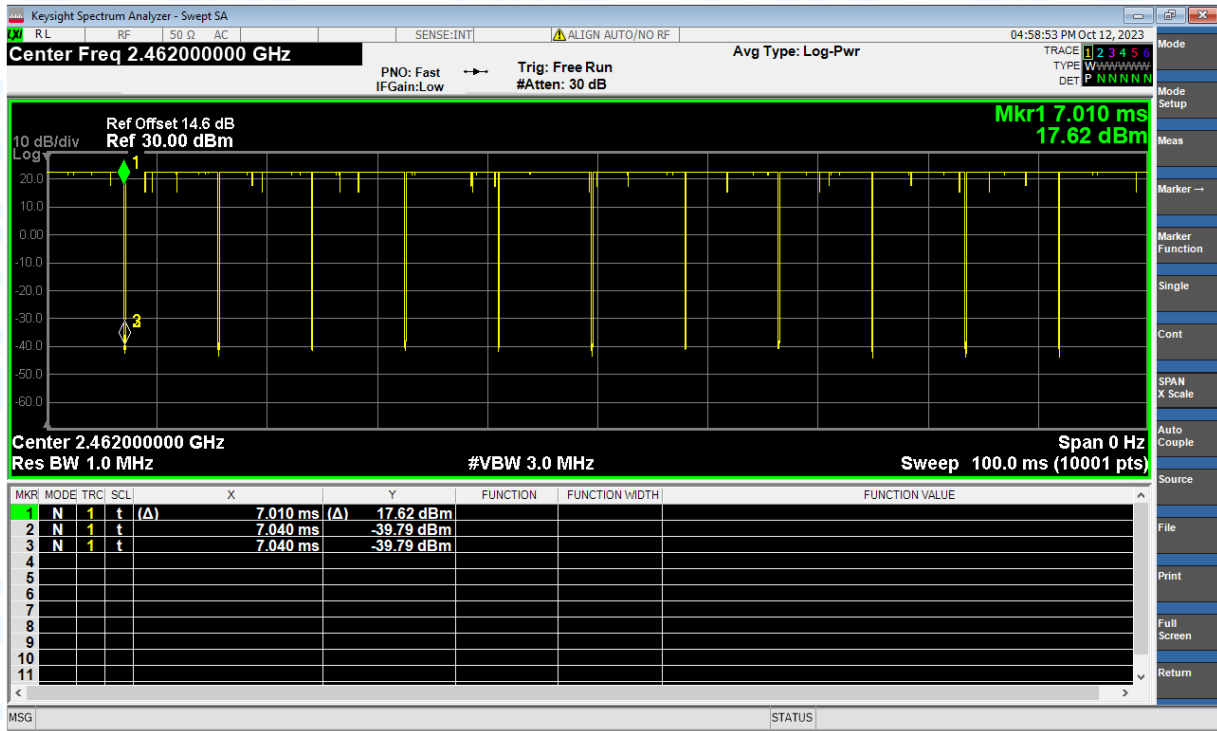 Keysight Spectrum Analyzer - Swept SA
LXI RL RF 50 Ω AC SENSE:INT ALIGN AUTO/NO RF 04:58:53 PM Oct 12, 2023
Center Freq 2.462000000 GHz
PNO: Fast
IFGain:Low
Trig: Free Run
#Atten: 30 dB
Avg Type: Log-Pwr
TRACE 1 2 3 4 5 6
TYPE WWWWWW
DET P N N N N N
Mkr1 7.010 ms
17.62 dBm
Ref Offset 14.6 dB
10 dB/div Ref 30.00 dBm
Log
1
20.0
10.0
0.00
-10.0
-20.0
-30.0
-40.0
-50.0
-60.0
Center 2.462000000 GHz Span 0 Hz
Res BW 1.0 MHz #VBW 3.0 MHz Sweep 100.0 ms (10001 pts)
MKR MODE TRC SCL X Y FUNCTION FUNCTION WIDTH FUNCTION VALUE
1 N 1 t (Δ) 7.010 ms (Δ) 17.62 dBm
2 N 1 t 7.040 ms -39.79 dBm
3 N 1 t 7.040 ms -39.79 dBm
4
5
6
7
8
9
10
11
MSG STATUS
Mode
Mode
Setup
Meas
Marker →
Marker
Function
Single
Cont
SPAN
X Scale
Auto
Couple
Source
File
Print
Full
Screen
Return